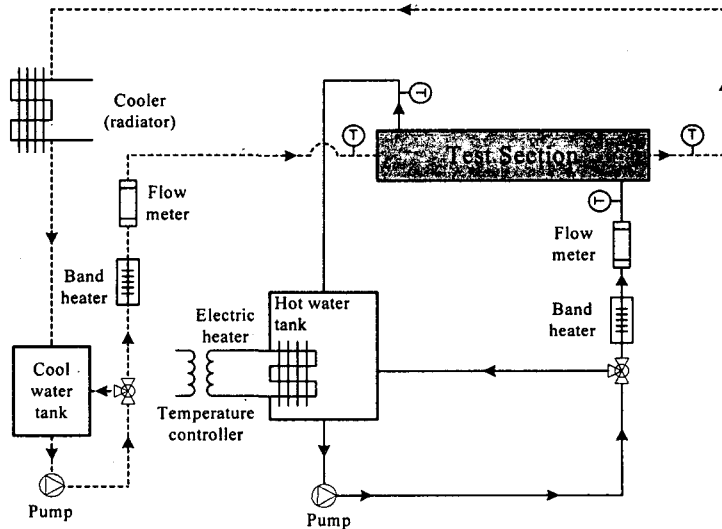 Cooler
(radiator)
T
T
T
Test Section
T
Flow
meter
Flow
meter
Band
heater
Electric
heater
Hot water
tank
Band
heater
Cool
water
tank
Temperature
controller
Pump
Pump